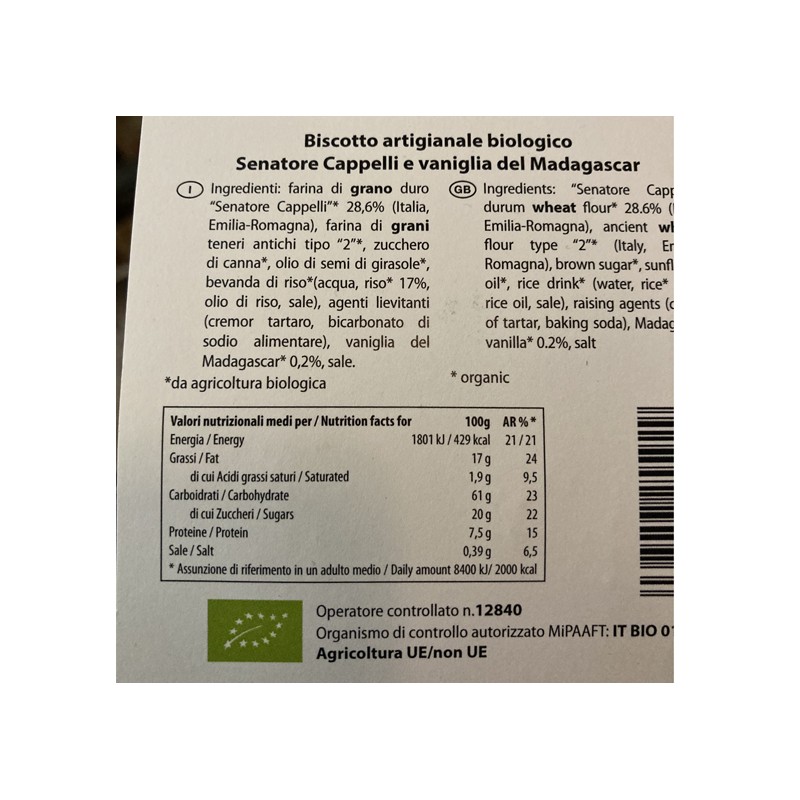 Biscotto artigianale biologico
Senatore Cappelli e vaniglia del Madagascar
I Ingredienti: farina di grano duro
"Senatore Cappelli"* 28,6% (Italia,
Emilia-Romagna), farina di grani
teneri antichi tipo "2"*, zucchero
di canna*, olio di semi di girasole*,
bevanda di riso*(acqua, riso* 17%,
olio di riso, sale), agenti lievitanti
(cremor tartaro, bicarbonato di
sodio alimentare), vaniglia del
Madagascar* 0,2%, sale.
*da agricoltura biologica
GB Ingredients: "Senatore
durum wheat flour* 28.6%
Emilia-Romagna), ancient
flour type "2"* (Italy,
Romagna), brown sugar*,
oil*, rice drink* (water, rice*
rice oil, sale), raising agents
of tartar, baking soda),
vanilla* 0.2%, salt
* organic
Valori nutrizionali medi per / Nutrition facts for 100g AR %*
Energia / Energy 1801 kJ / 429 kcal 21 / 21
Grassi / Fat 17 g 24
di cui Acidi grassi saturi / Saturated 1,9 g 9,5
Carboidrati / Carbohydrate 61 g 23
di cui Zuccheri / Sugars 20 g 22
Proteine / Protein 7,5 g 15
Sale / Salt 0,39 g 6,5
* Assunzione di riferimento in un adulto medio / Daily amount 8400 kJ/ 2000 kcal
Operatore controllato n.12840
Organismo di controllo autorizzato MiPAAFT: IT BIO
Agricoltura UE/non UE